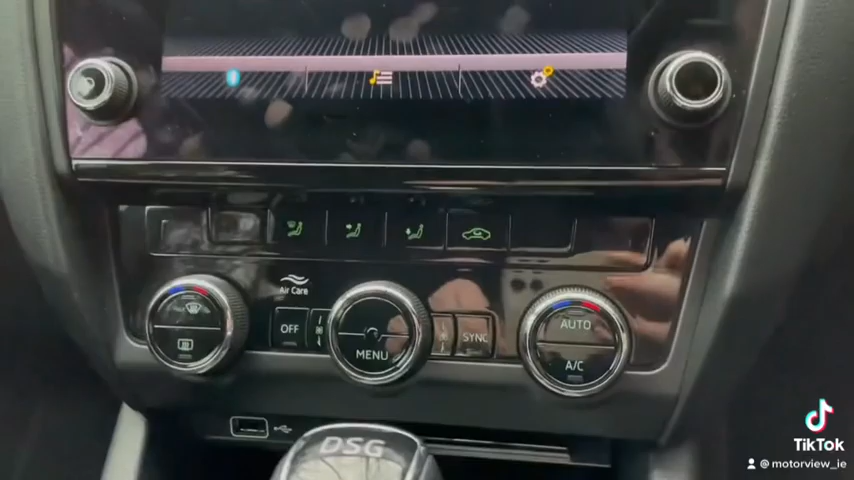 Air Care
OFF
MENU
SYNC
AUTO
A/C
DSG
TikTok
@motorview_ie